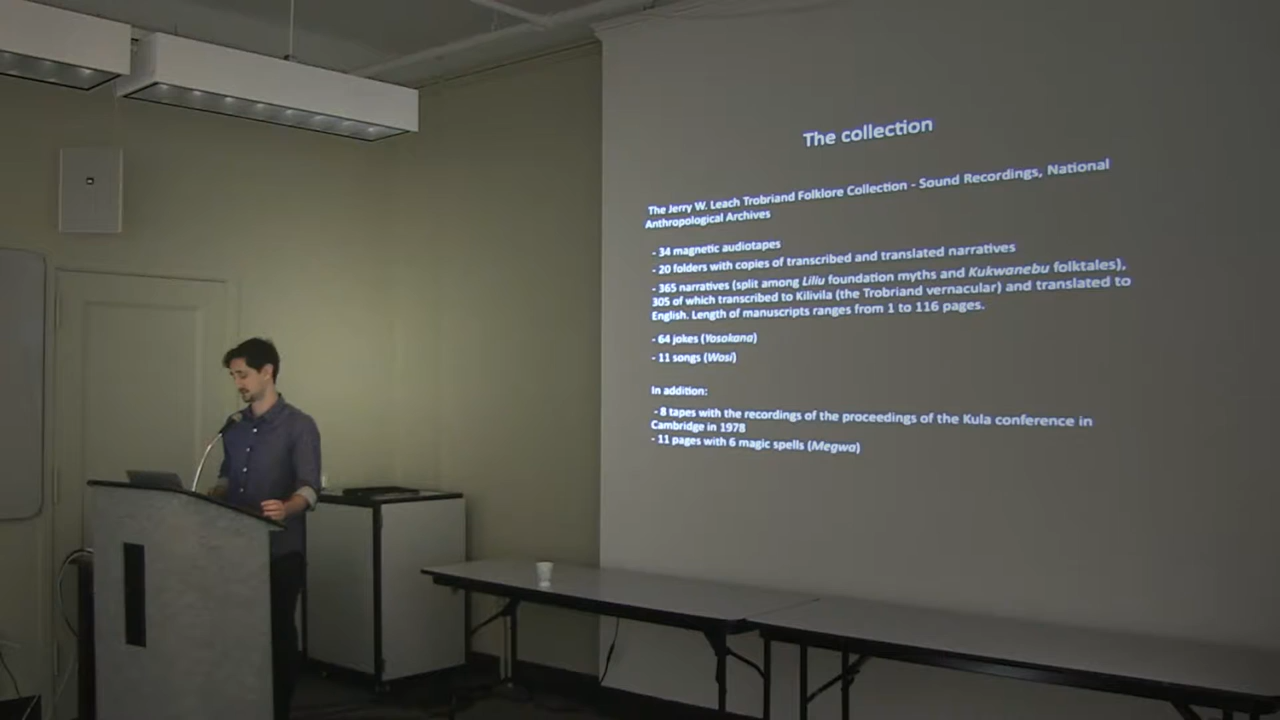 The collection
The Jerry W. Leach Trobriand Folklore Collection - Sound Recordings, National
Anthropological Archives
- 34 magnetic audiotapes
- 20 folders with copies of transcribed and translated narratives
- 365 narratives (split among Liliu foundation myths and Kukwanebu folktales),
305 of which transcribed to Kilivila (the Trobriand vernacular) and translated to
English. Length of manuscripts ranges from 1 to 116 pages.
- 64 jokes (Yosokana)
- 11 songs (Wosi)
In addition:
- 8 tapes with the recordings of the proceedings of the Kula conference in
Cambridge in 1978
- 11 pages with 6 magic spells (Megwa)